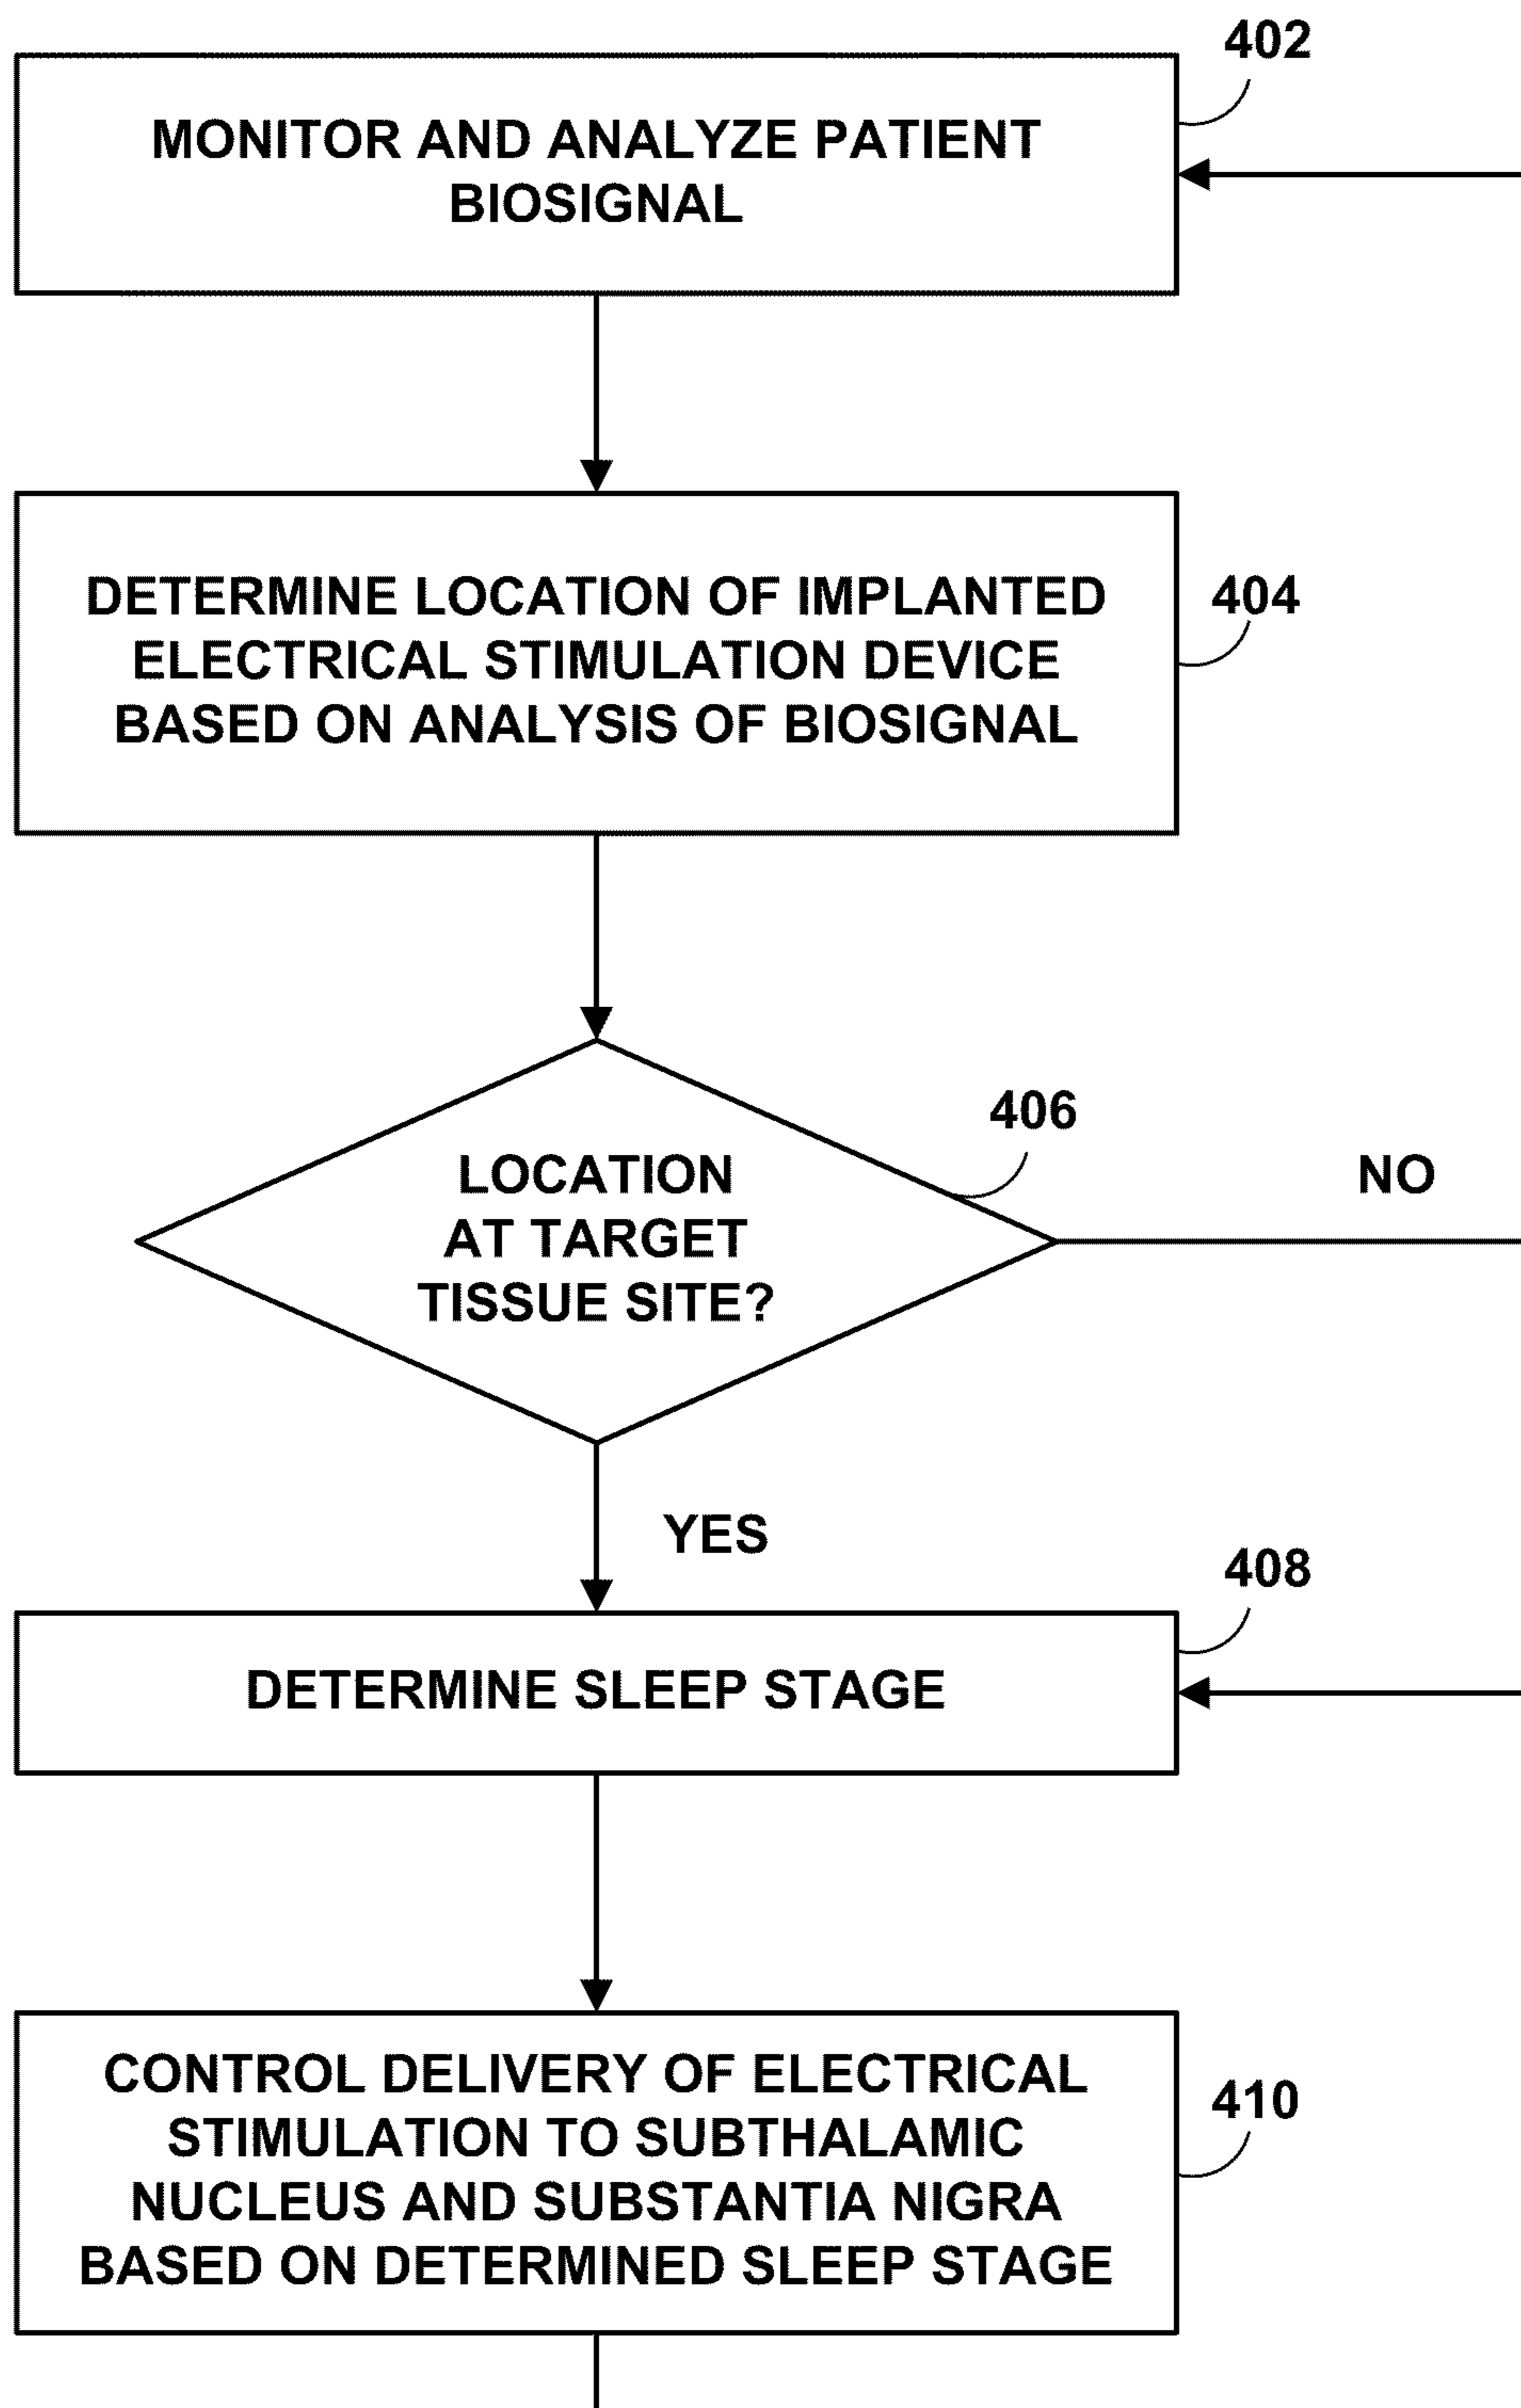 402
MONITOR AND ANALYZE PATIENT
BIOSIGNAL
DETERMINE LOCATION OF IMPLANTED
ELECTRICAL STIMULATION DEVICE
BASED ON ANALYSIS OF BIOSIGNAL
404
406
LOCATION
AT TARGET
TISSUE SITE?
NO
YES
408
DETERMINE SLEEP STAGE
CONTROL DELIVERY OF ELECTRICAL
STIMULATION TO SUBTHALAMIC
NUCLEUS AND SUBSTANTIA NIGRA
BASED ON DETERMINED SLEEP STAGE
410